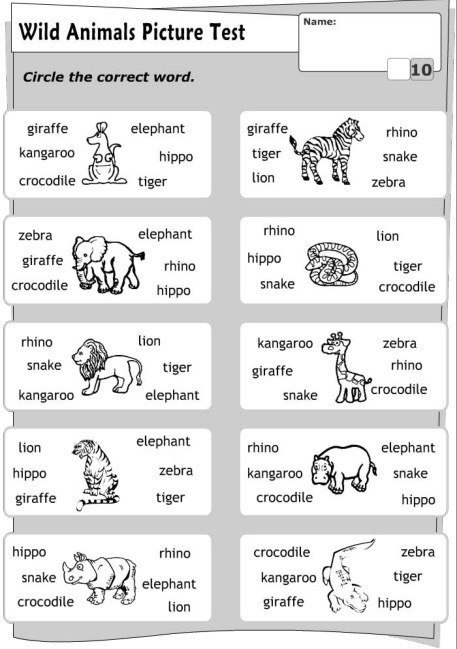 Wild Animals Picture Test
Name:
10
Circle the correct word.
giraffe elephant
kangaroo hippo
crocodile tiger
giraffe rhino
tiger snake
lion zebra
zebra elephant
giraffe rhino
crocodile hippo
rhino lion
hippo tiger
snake crocodile
rhino lion
snake tiger
kangaroo elephant
kangaroo zebra
giraffe rhino
snake crocodile
lion elephant
hippo zebra
giraffe tiger
rhino elephant
kangaroo snake
crocodile hippo
hippo rhino
snake elephant
crocodile lion
crocodile zebra
kangaroo tiger
giraffe hippo